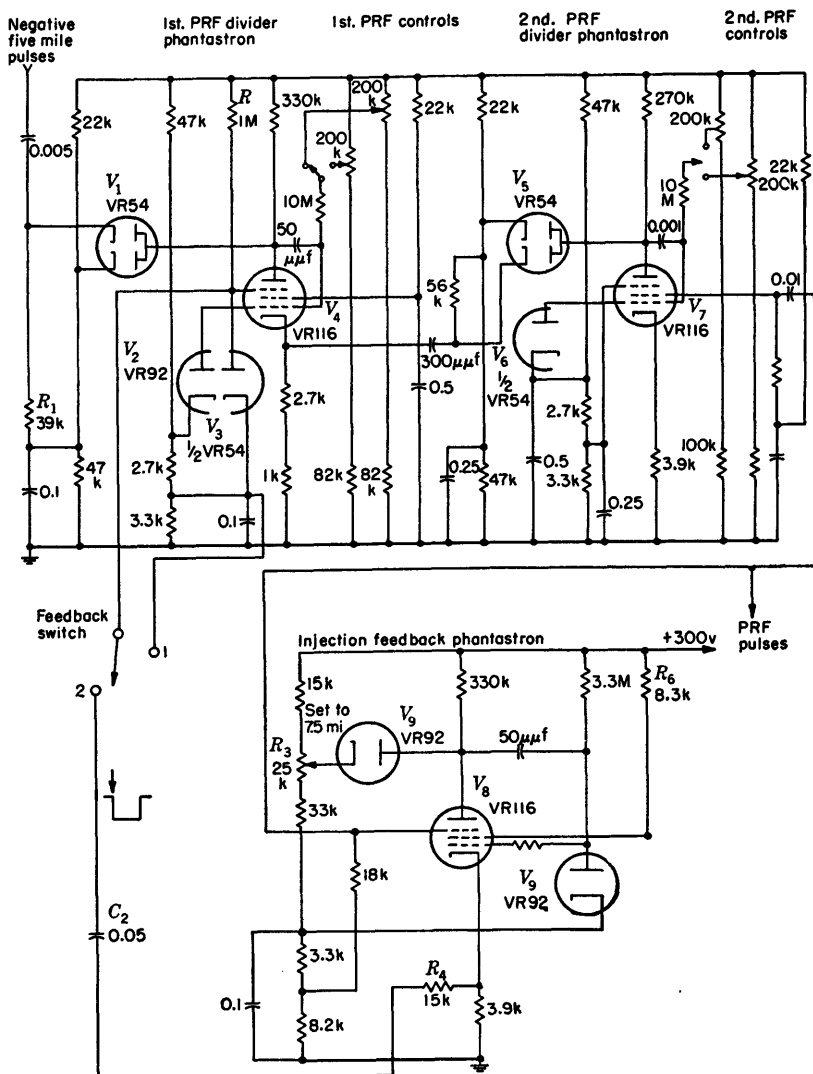 Negative
five mile
pulses
1st. PRF divider
phantastron
1st. PRF controls
2nd. PRF
divider phantastron
2nd. PRF
controls
22k
47k
R
1M
330k
200
k
200
k
22k
22k
47k
270k
200k
22k
200k
0.005
V1
VR54
10M
50
μμf
V5
VR54
10
M
0.001
0.01
56
k
V4
VR116
V7
VR116
V2
VR92
300μμf
V6
1/2
VR54
0.5
R1
39k
V3
1/2VR54
2.7k
2.7k
2.7k
47
k
1k
82k
82
k
0.25
47k
0.5
3.3k
3.9k
100k
0.1
3.3k
0.1
0.25
Feedback
switch
1
2
Injection feedback phantastron
+300v
PRF
pulses
15k
330k
3.3M
R6
8.3k
Set to
7.5 mi
V9
VR92
50μμf
R3
25
k
V8
VR116
33k
18k
V9
VR92
C2
0.05
3.3k
R4
15k
0.1
8.2k
3.9k